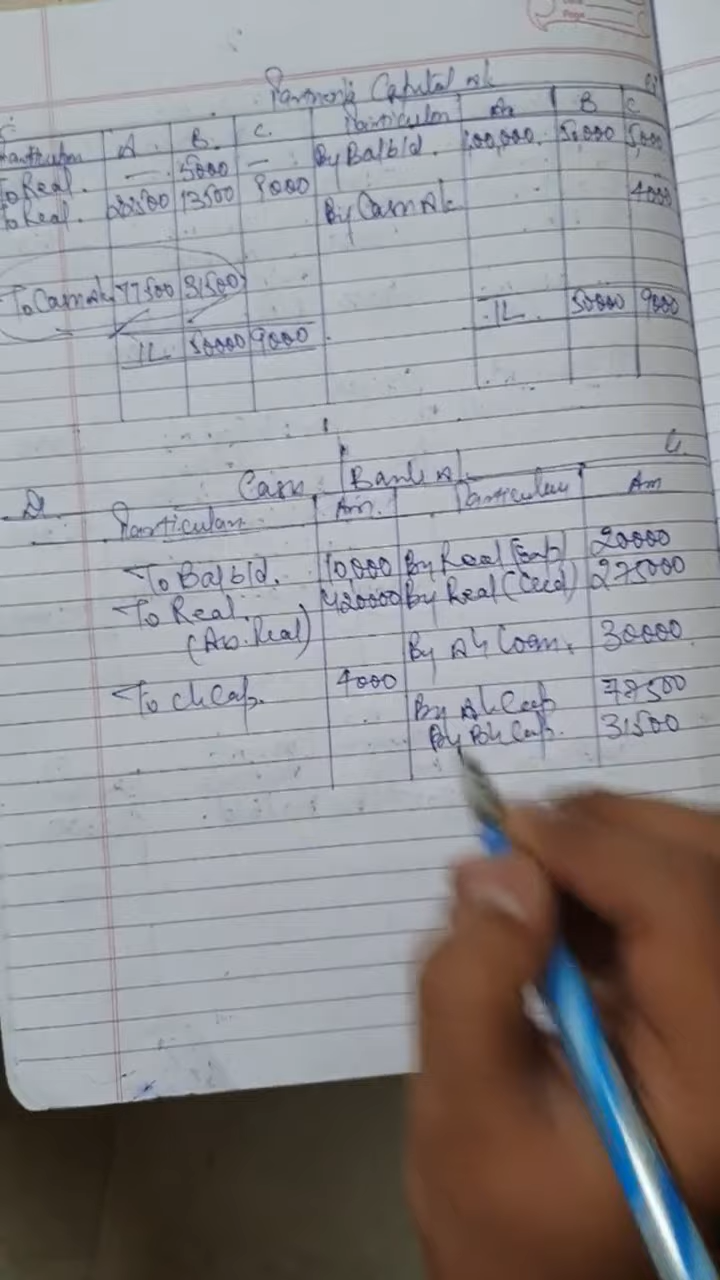 Partner's Capital A/c
Particulars A B. C. Particulars A B C
To Real. — 5000 — By Bal b/d. 100,000 50,000 5000
To Real. 22500 13500 9000
By Cash A/c 4000
To Cash A/c 77500 31500
1L 50000 9000 1L. 50000 9000
Cash / Bank A/c
Particulars Am. Particulars Am
To Bal b/d. 10,000 By Real (Exp) 20000
To Real. 420000 By Real (Cred) 275000
(Ass. Real)
By A's Loan. 30000
To C's Cap. 4000
By A's Cap 77500
By B's Cap. 31500